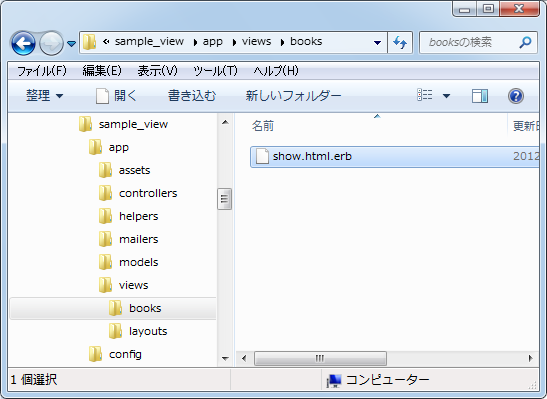 « sample_view ▸ app ▸ views ▸ books
booksの検索
ファイル(F) 編集(E) 表示(V) ツール(T) ヘルプ(H)
整理 開く 書き込む 新しいフォルダー
sample_view
app
assets
controllers
helpers
mailers
models
views
books
layouts
config
名前 更新日
show.html.erb 2012
1 個選択 コンピューター